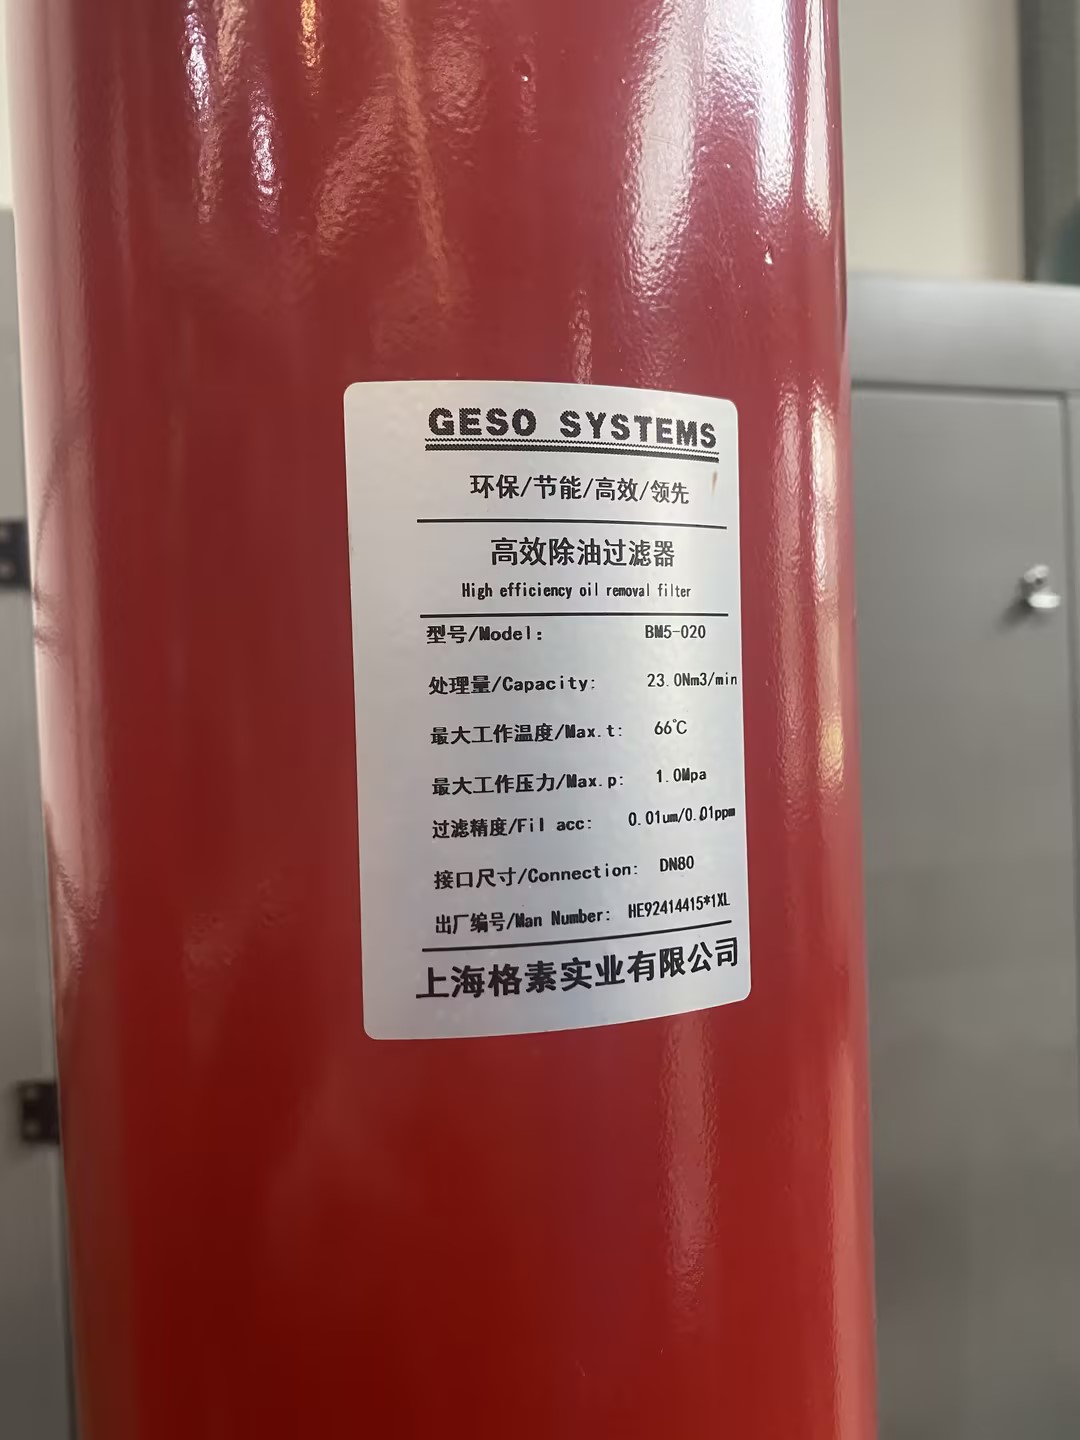 GESO SYSTEMS
环保/节能/高效/领先
高效除油过滤器
High efficiency oil removal filter
型号/Model: BM5-020
处理量/Capacity: 23.0Nm3/min
最大工作温度/Max.t: 66℃
最大工作压力/Max.p: 1.0Mpa
过滤精度/Fil acc: 0.01um/0.01ppm
接口尺寸/Connection: DN80
出厂编号/Man Number: HE92414415*1XL
上海格素实业有限公司